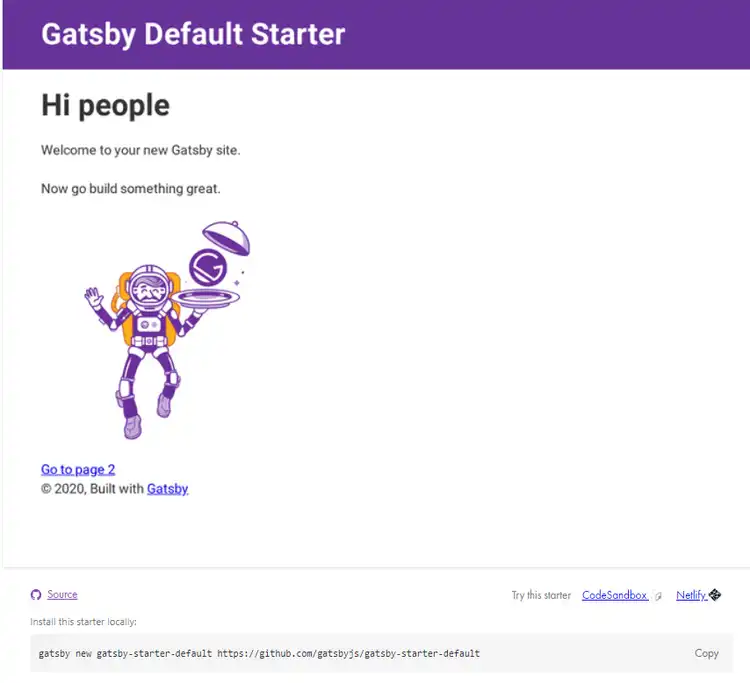 Gatsby Default Starter
Hi people
Welcome to your new Gatsby site.
Now go build something great.
Go to page 2
© 2020, Built with Gatsby
Source
Try this starter CodeSandbox Netlify
Install this starter locally:
gatsby new gatsby-starter-default https://github.com/gatsbyjs/gatsby-starter-default Copy